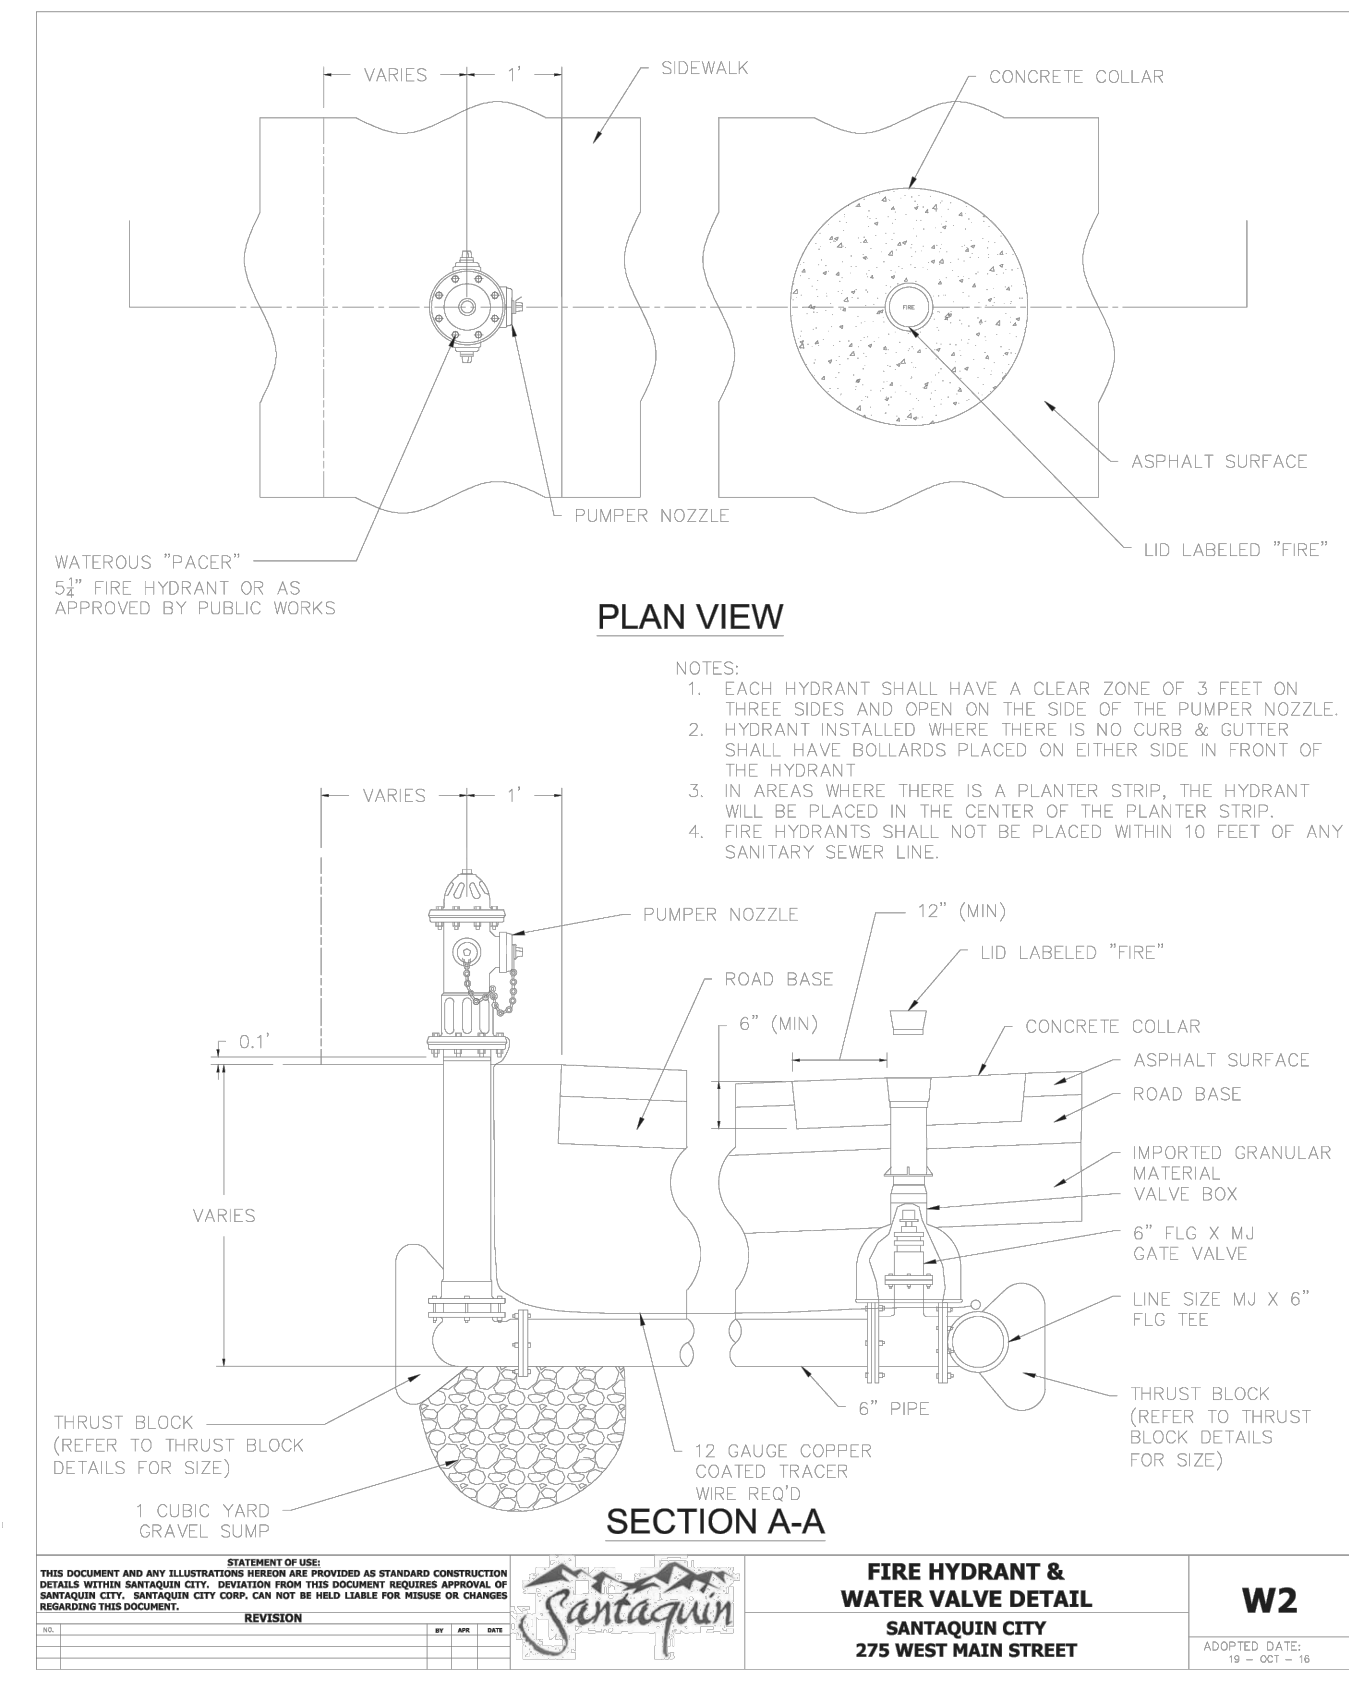 VARIES
1'
SIDEWALK
CONCRETE COLLAR
FIRE
ASPHALT SURFACE
PUMPER NOZZLE
LID LABELED "FIRE"
WATEROUS "PACER"
5¼" FIRE HYDRANT OR AS
APPROVED BY PUBLIC WORKS
PLAN VIEW
NOTES:
1. EACH HYDRANT SHALL HAVE A CLEAR ZONE OF 3 FEET ON
THREE SIDES AND OPEN ON THE SIDE OF THE PUMPER NOZZLE.
2. HYDRANT INSTALLED WHERE THERE IS NO CURB & GUTTER
SHALL HAVE BOLLARDS PLACED ON EITHER SIDE IN FRONT OF
THE HYDRANT
3. IN AREAS WHERE THERE IS A PLANTER STRIP, THE HYDRANT
WILL BE PLACED IN THE CENTER OF THE PLANTER STRIP.
4. FIRE HYDRANTS SHALL NOT BE PLACED WITHIN 10 FEET OF ANY
SANITARY SEWER LINE.
VARIES
1'
PUMPER NOZZLE
12" (MIN)
LID LABELED "FIRE"
ROAD BASE
6" (MIN)
CONCRETE COLLAR
0.1'
ASPHALT SURFACE
ROAD BASE
IMPORTED GRANULAR
MATERIAL
VALVE BOX
VARIES
6" FLG X MJ
GATE VALVE
LINE SIZE MJ X 6"
FLG TEE
THRUST BLOCK
(REFER TO THRUST
BLOCK DETAILS
FOR SIZE)
6" PIPE
THRUST BLOCK
(REFER TO THRUST BLOCK
DETAILS FOR SIZE)
12 GAUGE COPPER
COATED TRACER
WIRE REQ'D
1 CUBIC YARD
GRAVEL SUMP
SECTION A-A
STATEMENT OF USE:
THIS DOCUMENT AND ANY ILLUSTRATIONS HEREON ARE PROVIDED AS STANDARD CONSTRUCTION
DETAILS WITHIN SANTAQUIN CITY. DEVIATION FROM THIS DOCUMENT REQUIRES APPROVAL OF
SANTAQUIN CITY. SANTAQUIN CITY CORP. CAN NOT BE HELD LIABLE FOR MISUSE OR CHANGES
REGARDING THIS DOCUMENT.
REVISION
NO.
BY
APR
DATE
Santaquin
FIRE HYDRANT &
WATER VALVE DETAIL
SANTAQUIN CITY
275 WEST MAIN STREET
W2
ADOPTED DATE:
19 – OCT – 16